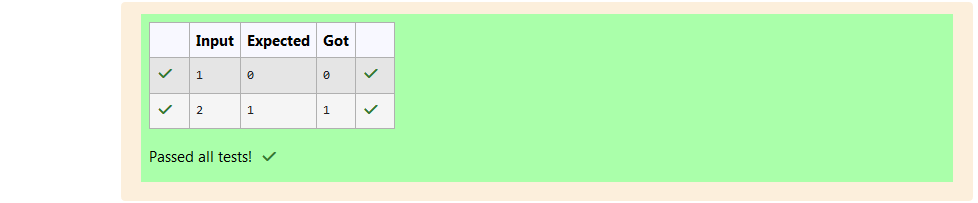 Input Expected Got
1 0 0
2 1 1
Passed all tests!